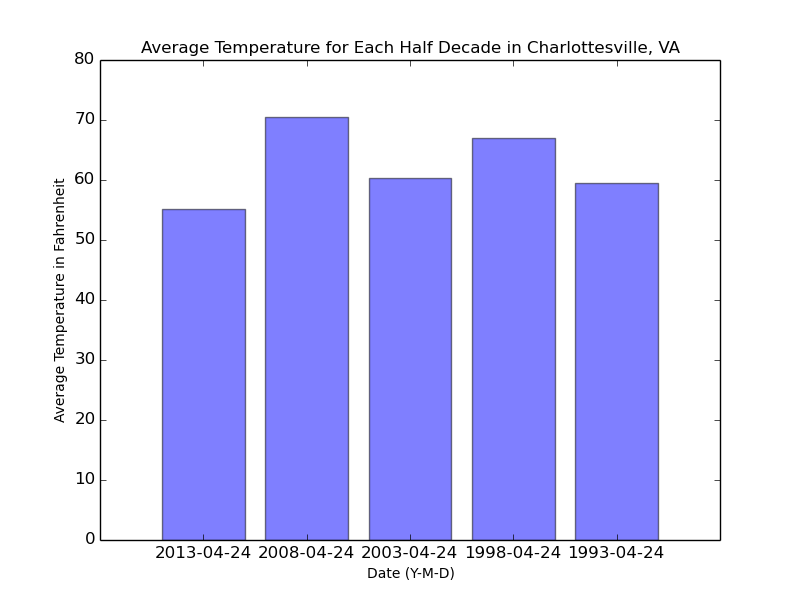 Average Temperature for Each Half Decade in Charlottesville, VA
80
70
60
50
40
30
20
10
0
Average Temperature in Fahrenheit
2013-04-24 2008-04-24 2003-04-24 1998-04-24 1993-04-24
Date (Y-M-D)